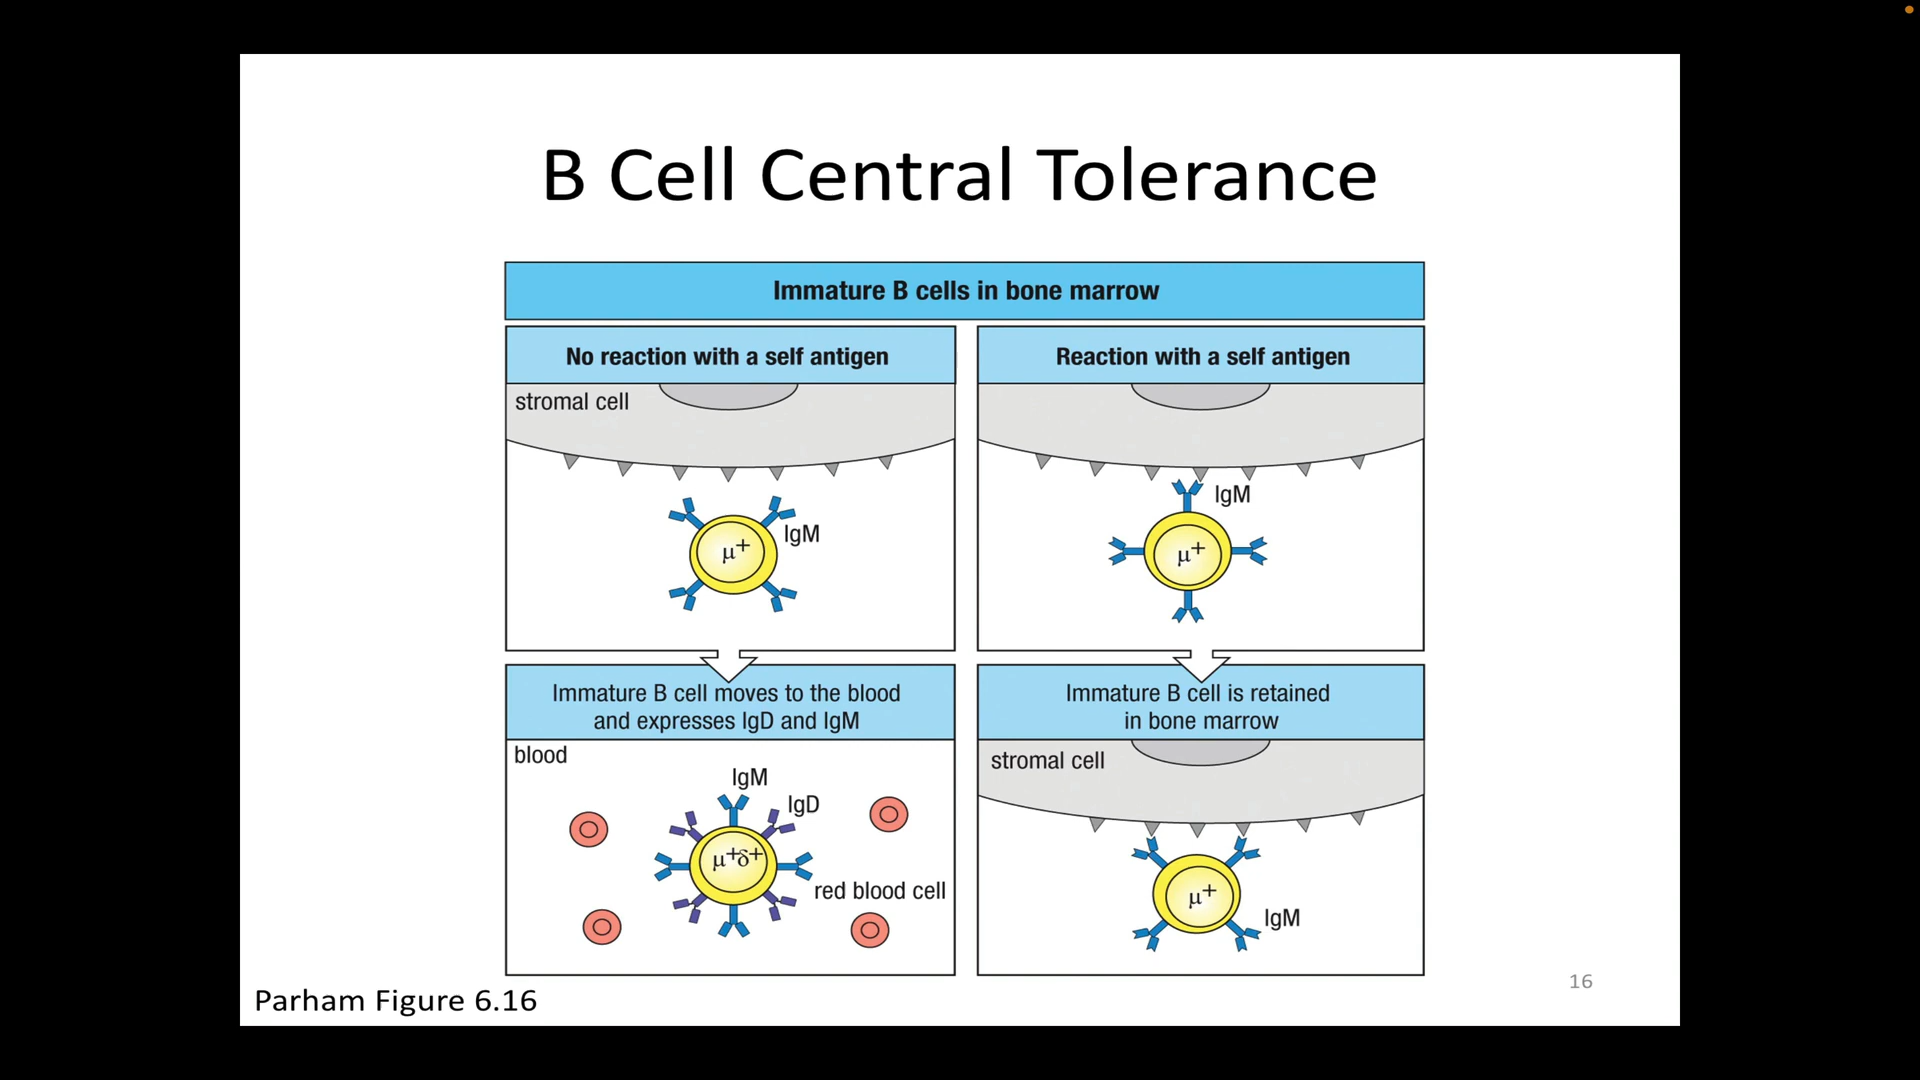 B Cell Central Tolerance
Immature B cells in bone marrow
No reaction with a self antigen
stromal cell
IgM
μ+
Immature B cell moves to the blood
and expresses IgD and IgM
blood
IgM
IgD
μ+δ+
red blood cell
Reaction with a self antigen
IgM
μ+
Immature B cell is retained
in bone marrow
stromal cell
μ+
IgM
Parham Figure 6.16
16